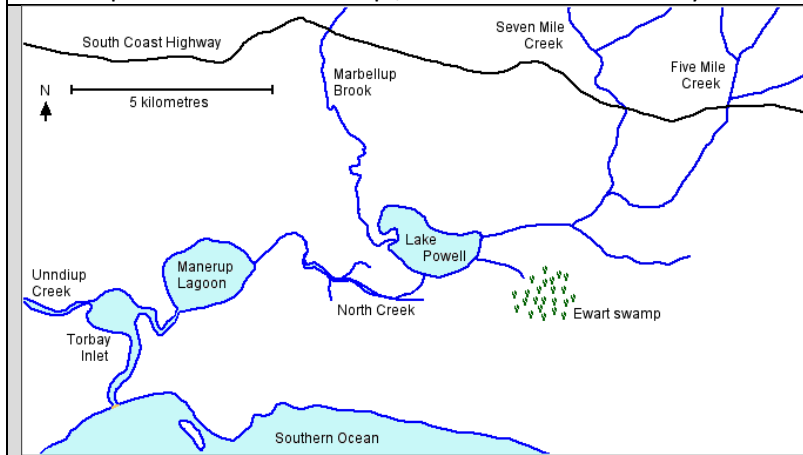 South Coast Highway
Seven Mile
Creek
Marbellup
Brook
Five Mile
Creek
N
5 kilometres
Lake
Powell
Manerup
Lagoon
Unndiup
Creek
North Creek
Ewart swamp
Torbay
Inlet
Southern Ocean